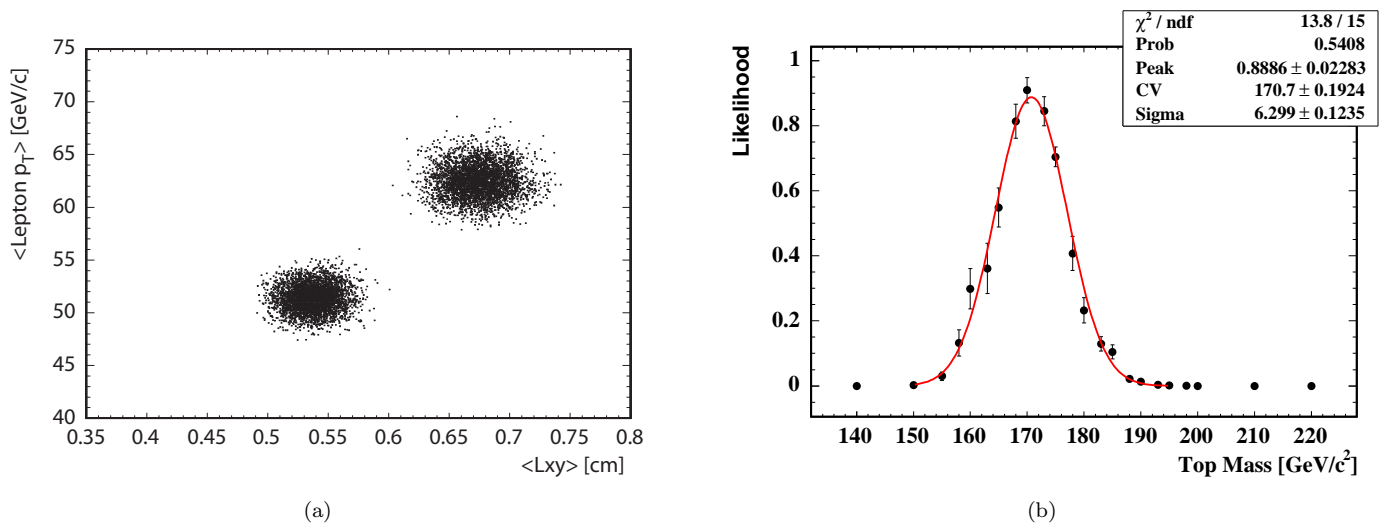 75
70
65
60
55
50
45
40
<Lepton p_T> [GeV/c]
0.35 0.4 0.45 0.5 0.55 0.6 0.65 0.7 0.75 0.8
<Lxy> [cm]
(a)
χ² / ndf 13.8 / 15
Prob 0.5408
Peak 0.8886 ± 0.02283
CV 170.7 ± 0.1924
Sigma 6.299 ± 0.1235
Likelihood
1
0.8
0.6
0.4
0.2
0
140 150 160 170 180 190 200 210 220
Top Mass [GeV/c²]
(b)